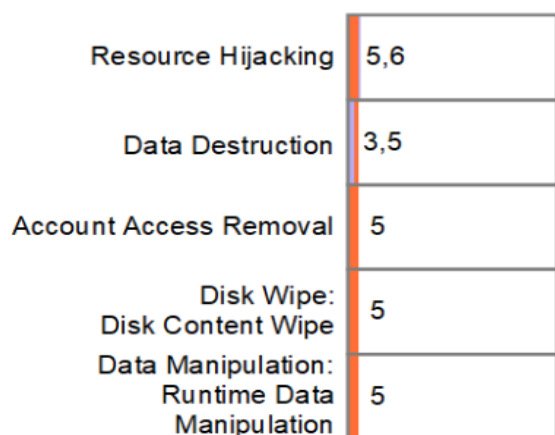 Resource Hijacking 5,6
Data Destruction 3,5
Account Access Removal 5
Disk Wipe:
Disk Content Wipe 5
Data Manipulation:
Runtime Data 5
Manipulation